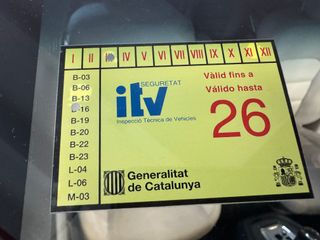 I II III IV V VI VII VIII IX X XI XII
B-03
B-06
B-13
L-16
B-19
B-20
B-22
B-23
L-04
L-06
M-03
SEGURETAT
itv
Inspecció Tècnica de Vehicles
Vàlid fins a
Válido hasta
26
Generalitat
de Catalunya